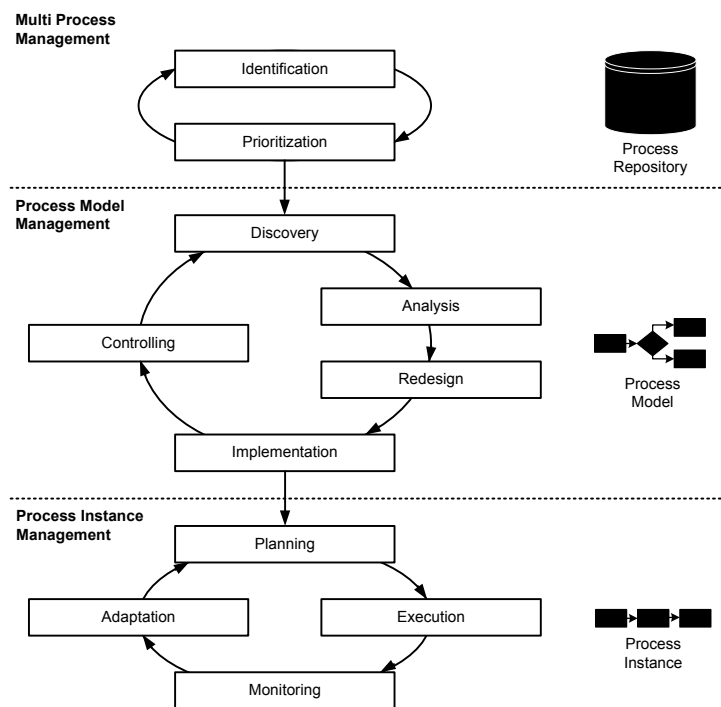 Multi Process
Management
Identification
Prioritization
Process
Repository
Process Model
Management
Discovery
Analysis
Controlling
Redesign
Process
Model
Implementation
Process Instance
Management
Planning
Adaptation
Execution
Process
Instance
Monitoring